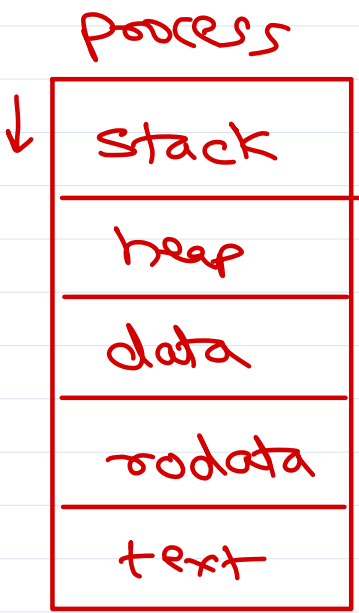 process
stack
heap
data
rodata
text